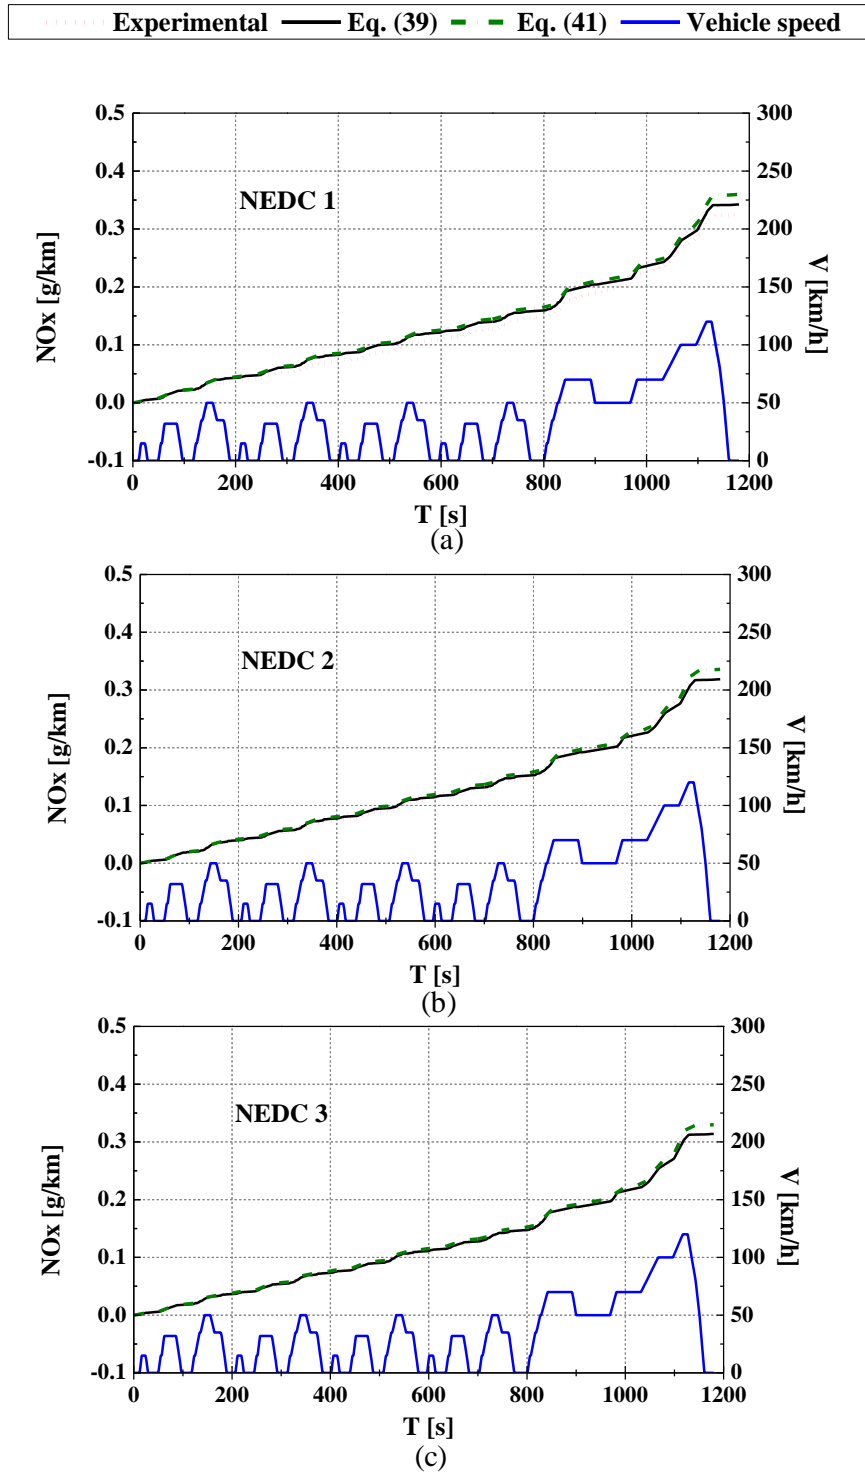 Experimental Eq. (39) Eq. (41) Vehicle speed
0.5 300
0.4 250
NEDC 1
0.3 200
0.2 150
0.1 100
0.0 50
-0.1 0
NOx [g/km]
V [km/h]
0 200 400 600 800 1000 1200
T [s]
(a)
0.5 300
0.4 250
NEDC 2
0.3 200
0.2 150
0.1 100
0.0 50
-0.1 0
NOx [g/km]
V [km/h]
0 200 400 600 800 1000 1200
T [s]
(b)
0.5 300
0.4 250
NEDC 3
0.3 200
0.2 150
0.1 100
0.0 50
-0.1 0
NOx [g/km]
V [km/h]
0 200 400 600 800 1000 1200
T [s]
(c)